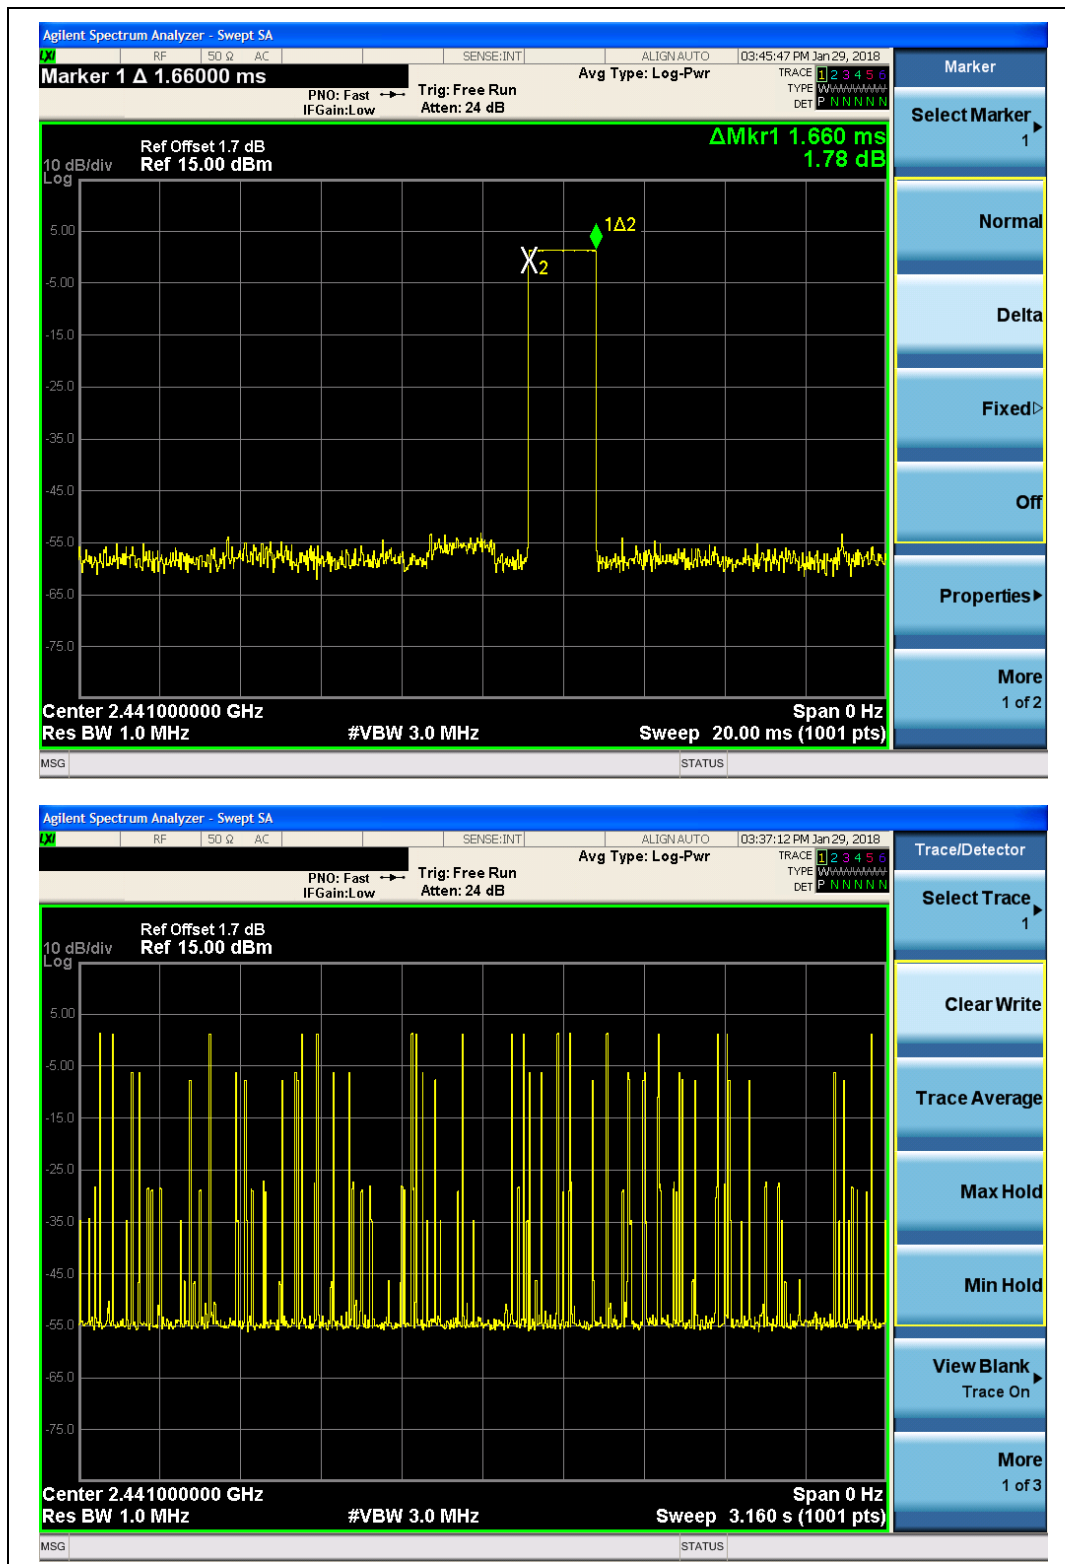 Agilent Spectrum Analyzer - Swept SA
LXI RF 50 Ω AC SENSE:INT ALIGN AUTO 03:45:47 PM Jan 29, 2018
Marker 1 Δ 1.66000 ms
PNO: Fast
IFGain:Low
Trig: Free Run
Atten: 24 dB
Avg Type: Log-Pwr
TRACE 1 2 3 4 5 6
TYPE
DET P N N N N N
Marker
Select Marker
1
Normal
Delta
Fixed
Off
Properties
More
1 of 2
ΔMkr1 1.660 ms
1.78 dB
Ref Offset 1.7 dB
10 dB/div Ref 15.00 dBm
Log
5.00
-5.00
-15.0
-25.0
-35.0
-45.0
-55.0
-65.0
-75.0
1Δ2
2
Center 2.441000000 GHz Span 0 Hz
Res BW 1.0 MHz #VBW 3.0 MHz Sweep 20.00 ms (1001 pts)
MSG STATUS
Agilent Spectrum Analyzer - Swept SA
LXI RF 50 Ω AC SENSE:INT ALIGN AUTO 03:37:12 PM Jan 29, 2018
PNO: Fast
IFGain:Low
Trig: Free Run
Atten: 24 dB
Avg Type: Log-Pwr
TRACE 1 2 3 4 5 6
TYPE
DET P N N N N N
Trace/Detector
Select Trace
1
Clear Write
Trace Average
Max Hold
Min Hold
View Blank
Trace On
More
1 of 3
Ref Offset 1.7 dB
10 dB/div Ref 15.00 dBm
Log
5.00
-5.00
-15.0
-25.0
-35.0
-45.0
-55.0
-65.0
-75.0
Center 2.441000000 GHz Span 0 Hz
Res BW 1.0 MHz #VBW 3.0 MHz Sweep 3.160 s (1001 pts)
MSG STATUS